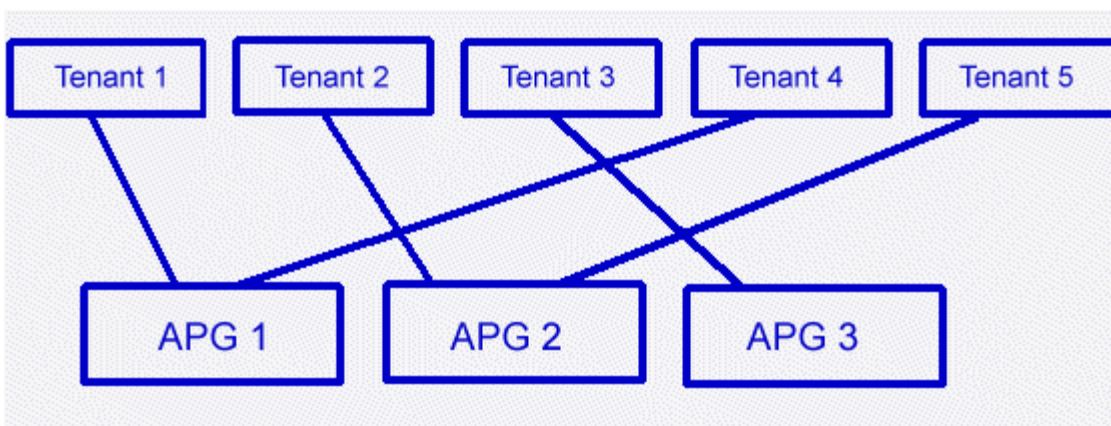 Tenant 1
Tenant 2
Tenant 3
Tenant 4
Tenant 5
APG 1
APG 2
APG 3